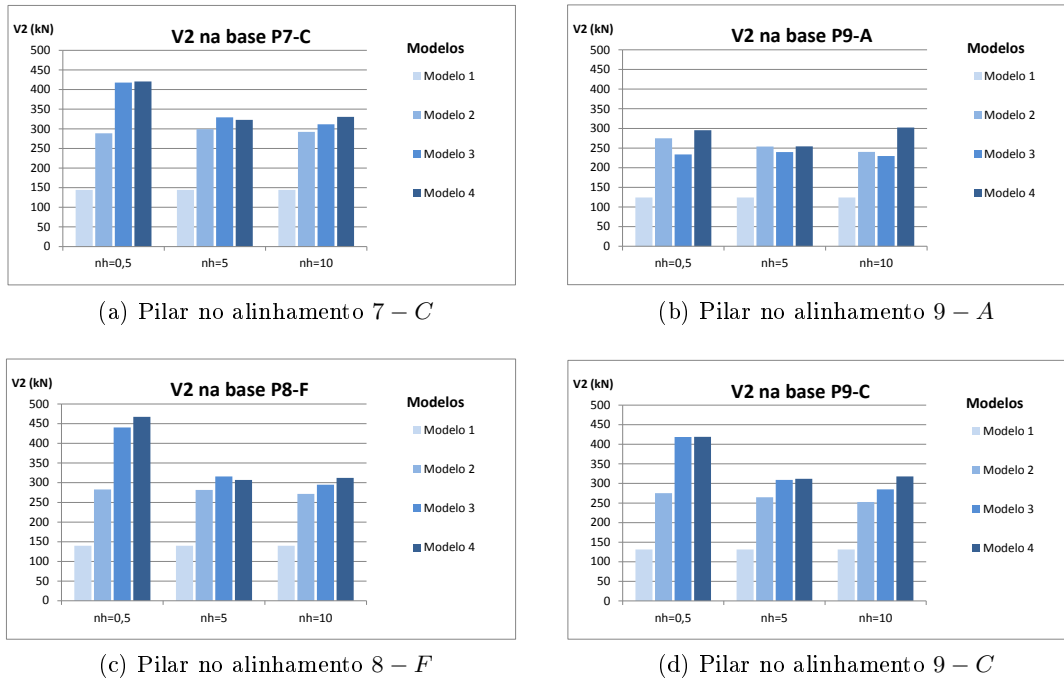 V2 (kN)
V2 na base P7-C
500
450
400
350
300
250
200
150
100
50
0
nh=0,5
nh=5
nh=10
Modelos
Modelo 1
Modelo 2
Modelo 3
Modelo 4
(a) Pilar no alinhamento 7 – C
V2 (kN)
V2 na base P9-A
500
450
400
350
300
250
200
150
100
50
0
nh=0,5
nh=5
nh=10
Modelos
Modelo 1
Modelo 2
Modelo 3
Modelo 4
(b) Pilar no alinhamento 9 – A
V2 (kN)
V2 na base P8-F
500
450
400
350
300
250
200
150
100
50
0
nh=0,5
nh=5
nh=10
Modelos
Modelo 1
Modelo 2
Modelo 3
Modelo 4
(c) Pilar no alinhamento 8 – F
V2 (kN)
V2 na base P9-C
500
450
400
350
300
250
200
150
100
50
0
nh=0,5
nh=5
nh=10
Modelos
Modelo 1
Modelo 2
Modelo 3
Modelo 4
(d) Pilar no alinhamento 9 – C